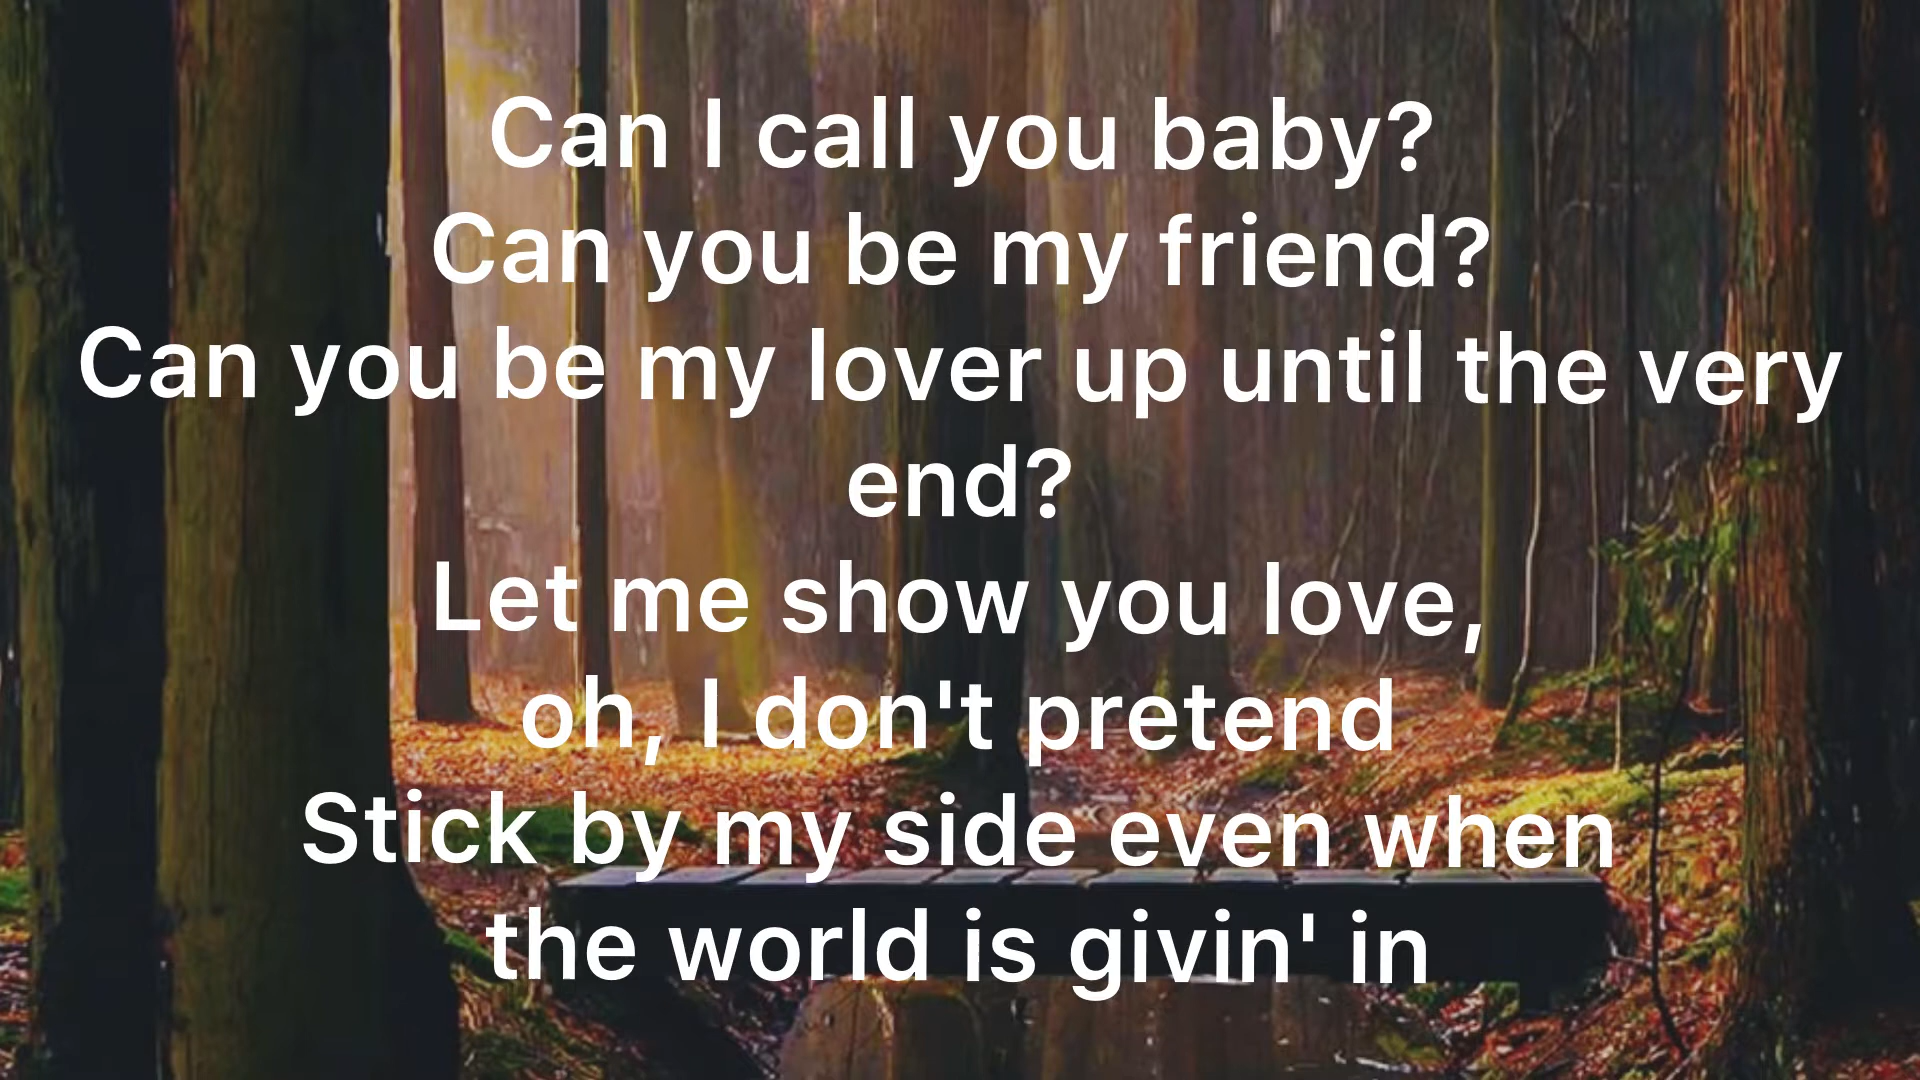 Can I call you baby?
Can you be my friend?
Can you be my lover up until the very
end?
Let me show you love,
oh, I don't pretend
Stick by my side even when
the world is givin' in